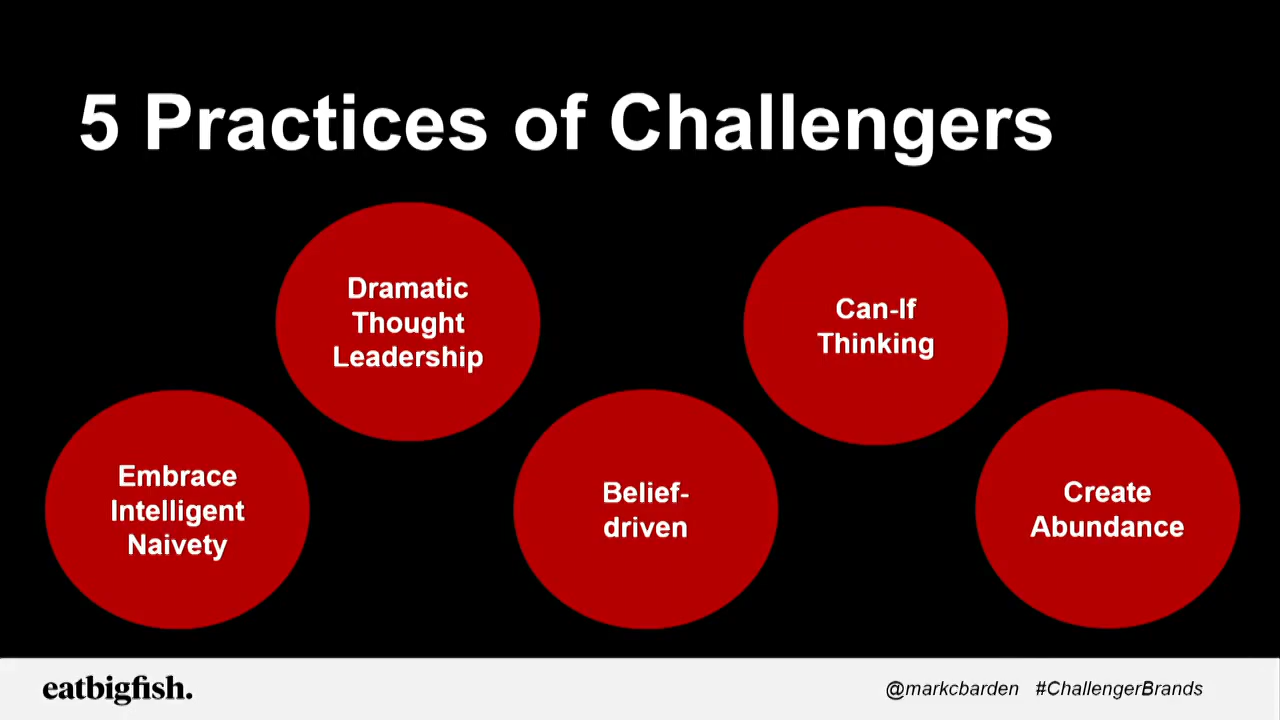 5 Practices of Challengers
Dramatic
Thought
Leadership
Can-If
Thinking
Embrace
Intelligent
Naivety
Belief-
driven
Create
Abundance
eatbigfish.
@markcbarden #ChallengerBrands